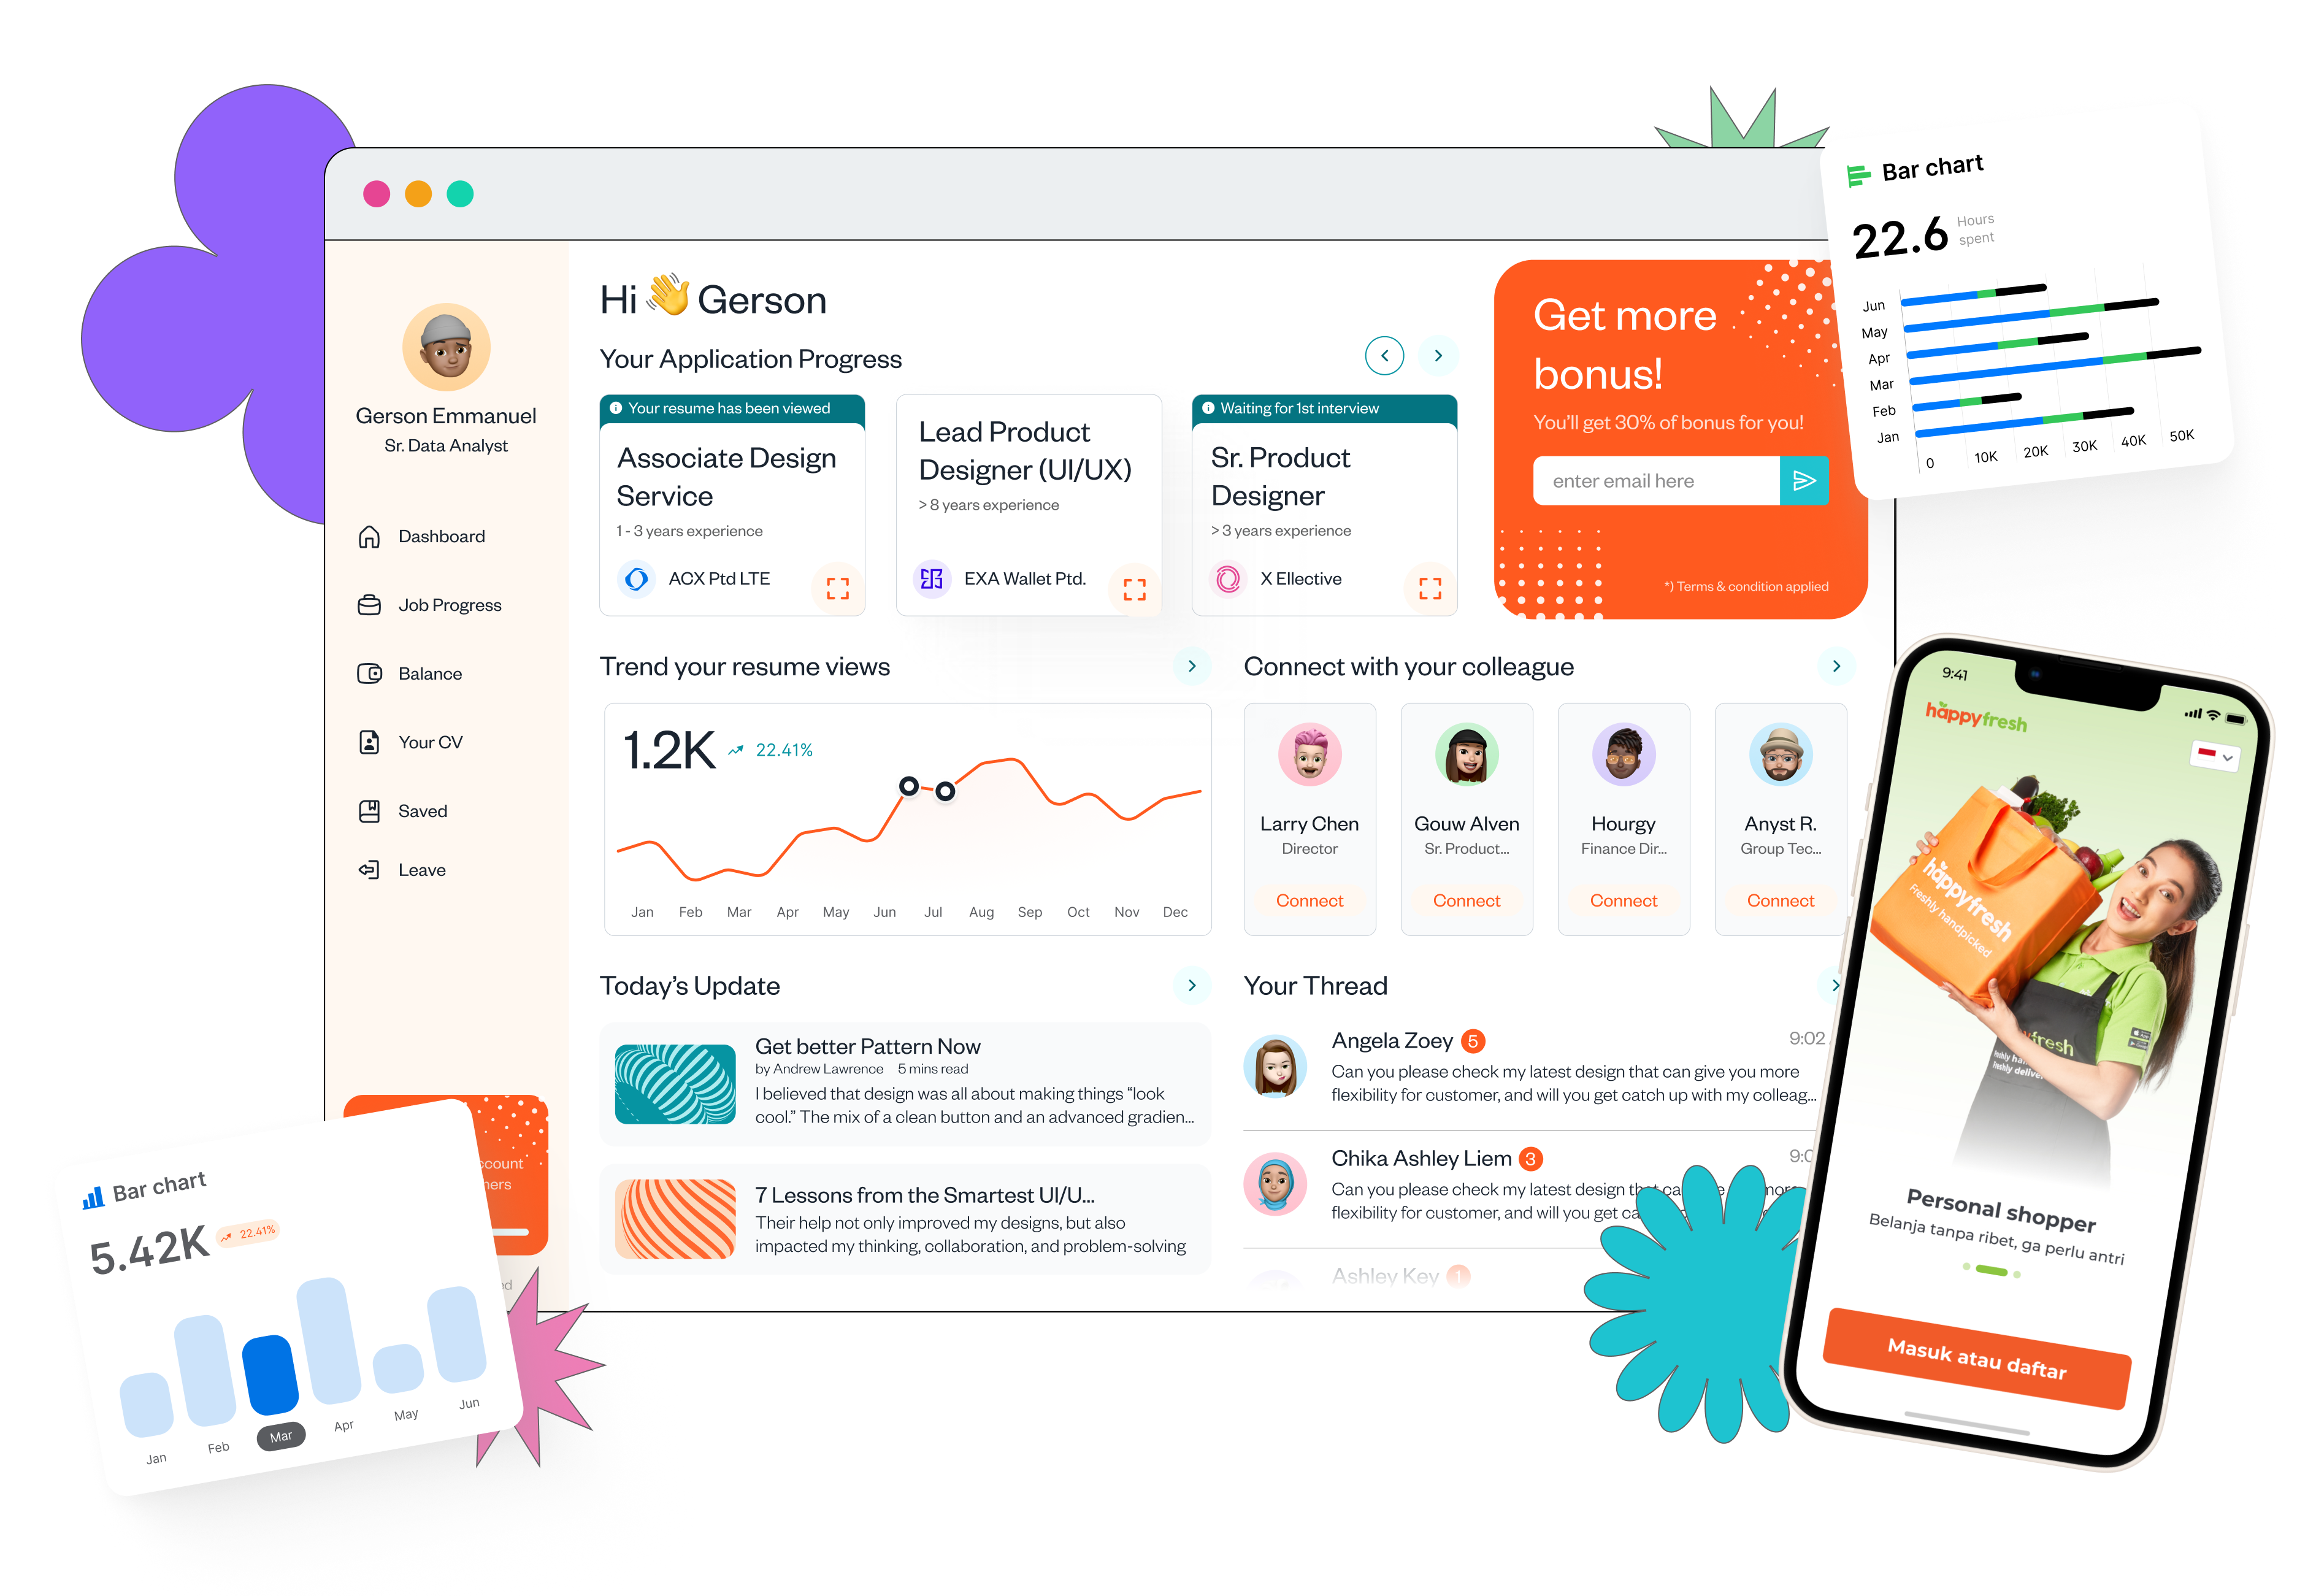 Hi 👋 Gerson
Gerson Emmanuel
Sr. Data Analyst
Dashboard
Job Progress
Balance
Your CV
Saved
Leave
Your Application Progress
Your resume has been viewed
Associate Design
Service
1 - 3 years experience
ACX Ptd LTE
Lead Product
Designer (UI/UX)
> 8 years experience
EXA Wallet Ptd.
Waiting for 1st interview
Sr. Product
Designer
> 3 years experience
X Ellective
Get more
bonus!
You'll get 30% of bonus for you!
enter email here
*) Terms & condition applied
Bar chart
22.6
Hours
spent
Jun
May
Apr
Mar
Feb
Jan
0 10K 20K 30K 40K 50K
Trend your resume views
1.2K 22.41%
Jan Feb Mar Apr May Jun Jul Aug Sep Oct Nov Dec
Connect with your colleague
Larry Chen
Director
Connect
Gouw Alven
Sr. Product...
Connect
Hourgy
Finance Dir...
Connect
Anyst R.
Group Tec...
Connect
Today's Update
Get better Pattern Now
by Andrew Lawrence 5 mins read
I believed that design was all about making things “look
cool.” The mix of a clean button and an advanced gradien...
7 Lessons from the Smartest UI/U...
Their help not only improved my designs, but also
impacted my thinking, collaboration, and problem-solving
Your Thread
Angela Zoey 5
9:02
Can you please check my latest design that can give you more
flexibility for customer, and will you get catch up with my colleag...
Chika Ashley Liem 3
Can you please check my latest design
flexibility for customer, and will you get
Ashley Key 1
Bar chart
5.42K 22.41%
Jan Feb Mar Apr May Jun
9:41
happyfresh
happyfresh
Freshly handpicked
Personal shopper
Belanja tanpa ribet, ga perlu antri
Masuk atau daftar